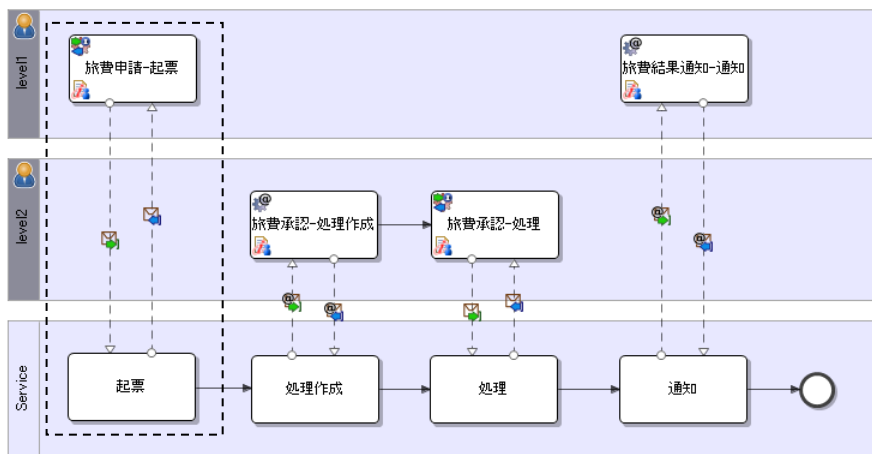 level1
旅費申請-起票
旅費結果通知-通知
level2
旅費承認-処理作成
旅費承認-処理
Service
起票
処理作成
処理
通知